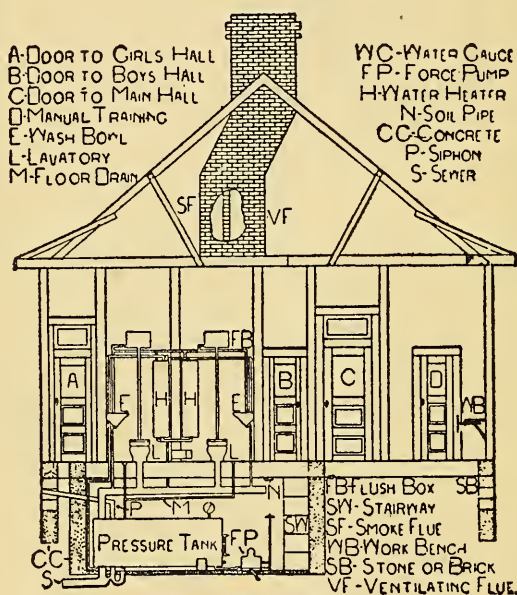 A-DOOR TO GIRLS HALL
B-DOOR TO BOYS HALL
C-DOOR TO MAIN HALL
D-MANUAL TRAINING
E-WASH BOWL
L-LAVATORY
M-FLOOR DRAIN
WC-WATER GAUGE
FP-FORCE PUMP
H-WATER HEATER
N-SOIL PIPE
CC-CONCRETE
P-SIPHON
S-SEWER
SF
VF
FB
A
E
H
H
E
B
C
D
WB
L
L
P
M
N
SW
PRESSURE TANK
FP
CC
S
FB-FLUSH BOX
SB
SW-STAIRWAY
SF-SMOKE FLUE
WB-WORK BENCH
SB-STONE OR BRICK
VF-VENTILATING FLUE.